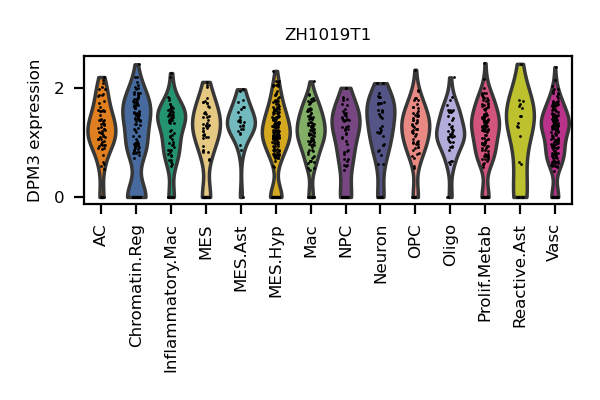 ZH1019T1
DPM3 expression
2
0
AC
Chromatin.Reg
Inflammatory.Mac
MES
MES.Ast
MES.Hyp
Mac
NPC
Neuron
OPC
Oligo
Prolif.Metab
Reactive.Ast
Vasc